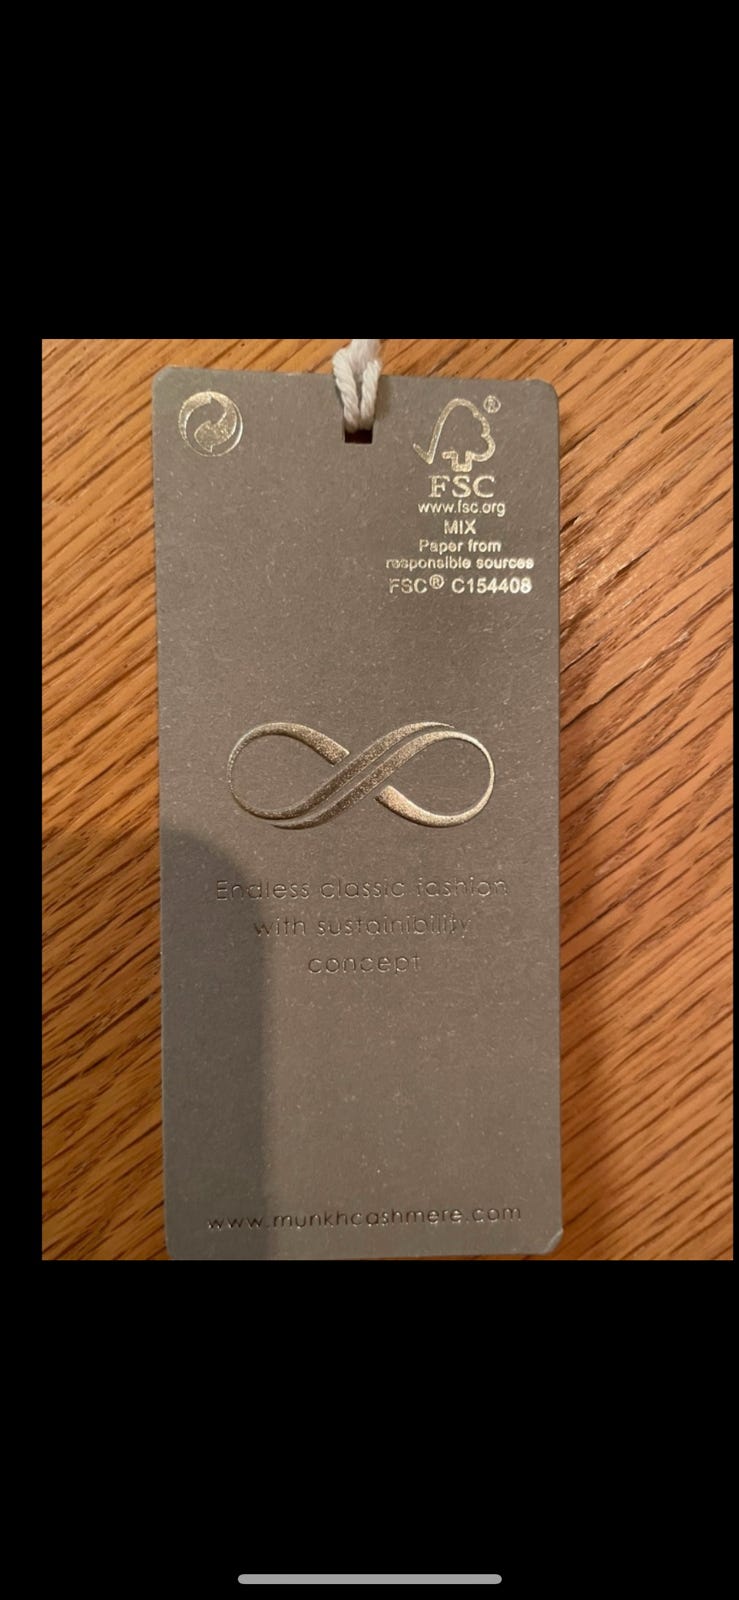 ®
FSC
www.fsc.org
MIX
Paper from
responsible sources
FSC® C154408
Endless classic fashion
with sustainibility
concept
www.munkhcashmere.com